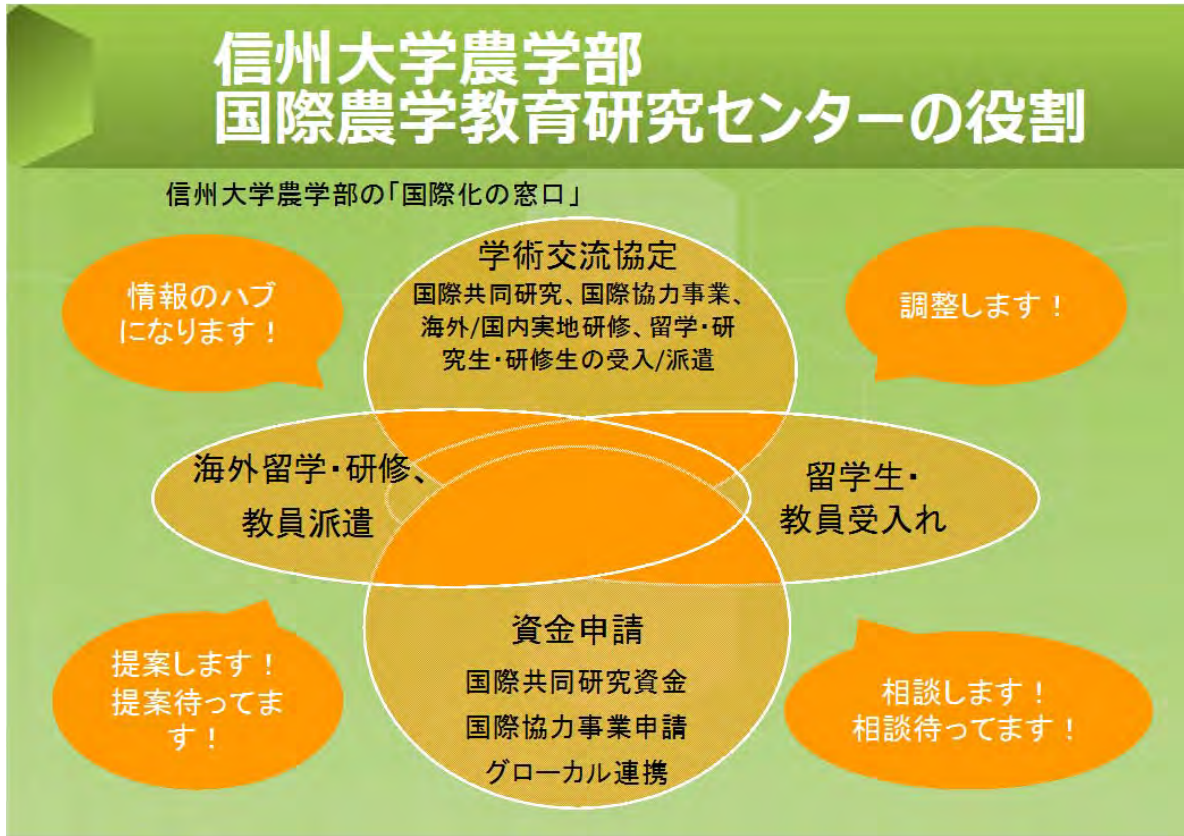 信州大学農学部
国際農学教育研究センターの役割
信州大学農学部の「国際化の窓口」
情報のハブ
になります！
学術交流協定
国際共同研究、国際協力事業、
海外/国内実地研修、留学・研
究生・研修生の受入/派遣
調整します！
海外留学・研修、
教員派遣
留学生・
教員受入れ
提案します！
提案待ってま
す！
資金申請
国際共同研究資金
国際協力事業申請
グローカル連携
相談します！
相談待ってます！